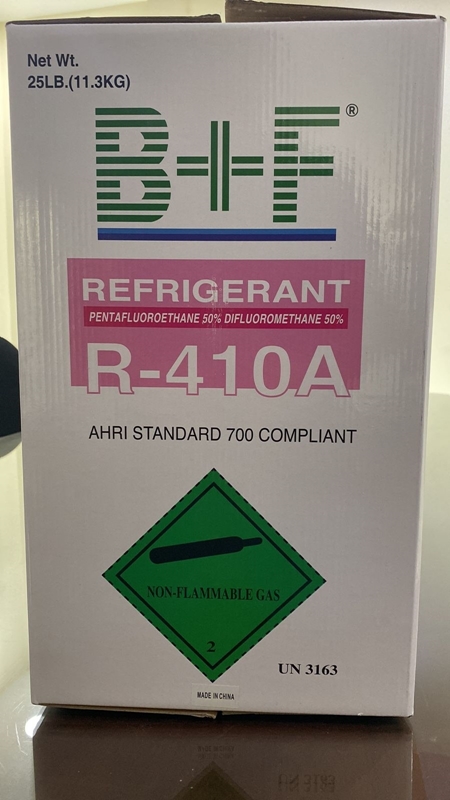 Net Wt.
25LB.(11.3KG)
B+F®
REFRIGERANT
PENTAFLUOROETHANE 50% DIFLUOROMETHANE 50%
R-410A
AHRI STANDARD 700 COMPLIANT
NON-FLAMMABLE GAS
2
UN 3163
MADE IN CHINA